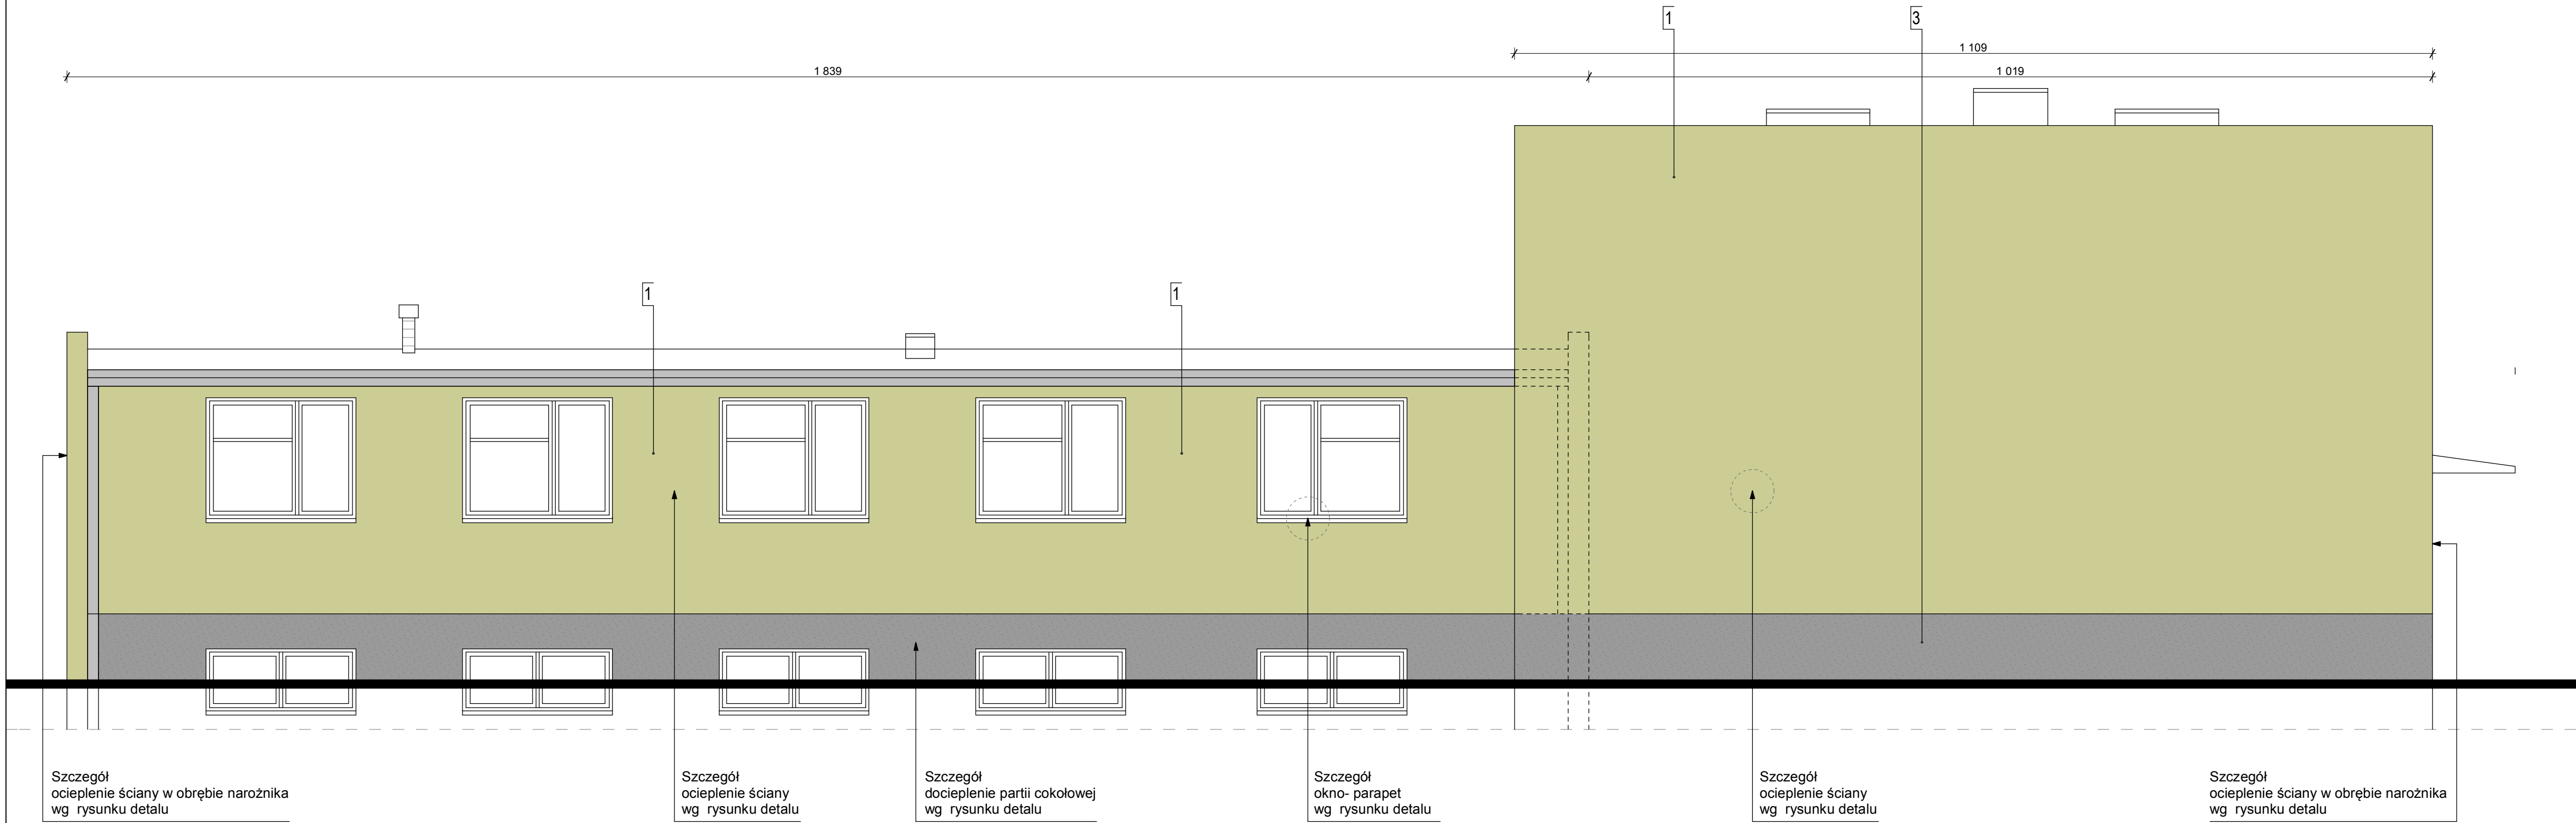 1
3
1 109
1 839
1 019
1
1
Szczegół
ocieplenie ściany w obrębie narożnika
wg rysunku detalu
Szczegół
ocieplenie ściany
wg rysunku detalu
Szczegół
docieplenie partii cokołowej
wg rysunku detalu
Szczegół
okno- parapet
wg rysunku detalu
Szczegół
ocieplenie ściany
wg rysunku detalu
Szczegół
ocieplenie ściany w obrębie narożnika
wg rysunku detalu